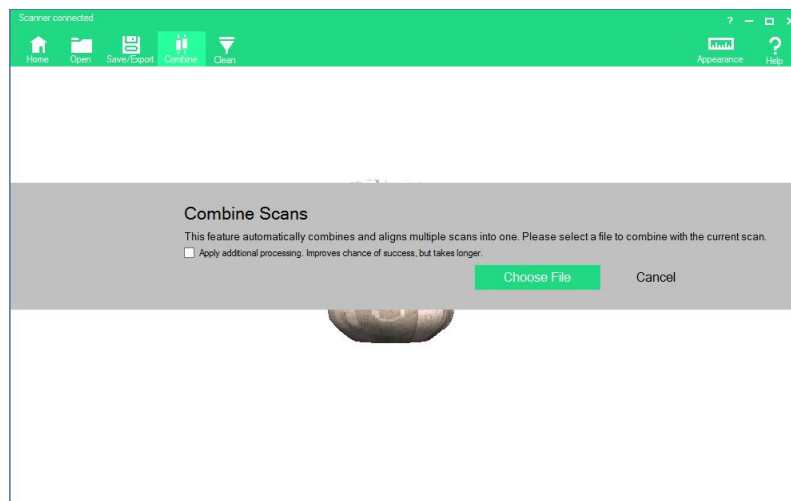 Scanner connected
?
Home Open Save/Export Combine Clean Appearance Help
Combine Scans
This feature automatically combines and aligns multiple scans into one. Please select a file to combine with the current scan.
Apply additional processing. Improves chance of success, but takes longer.
Choose File Cancel